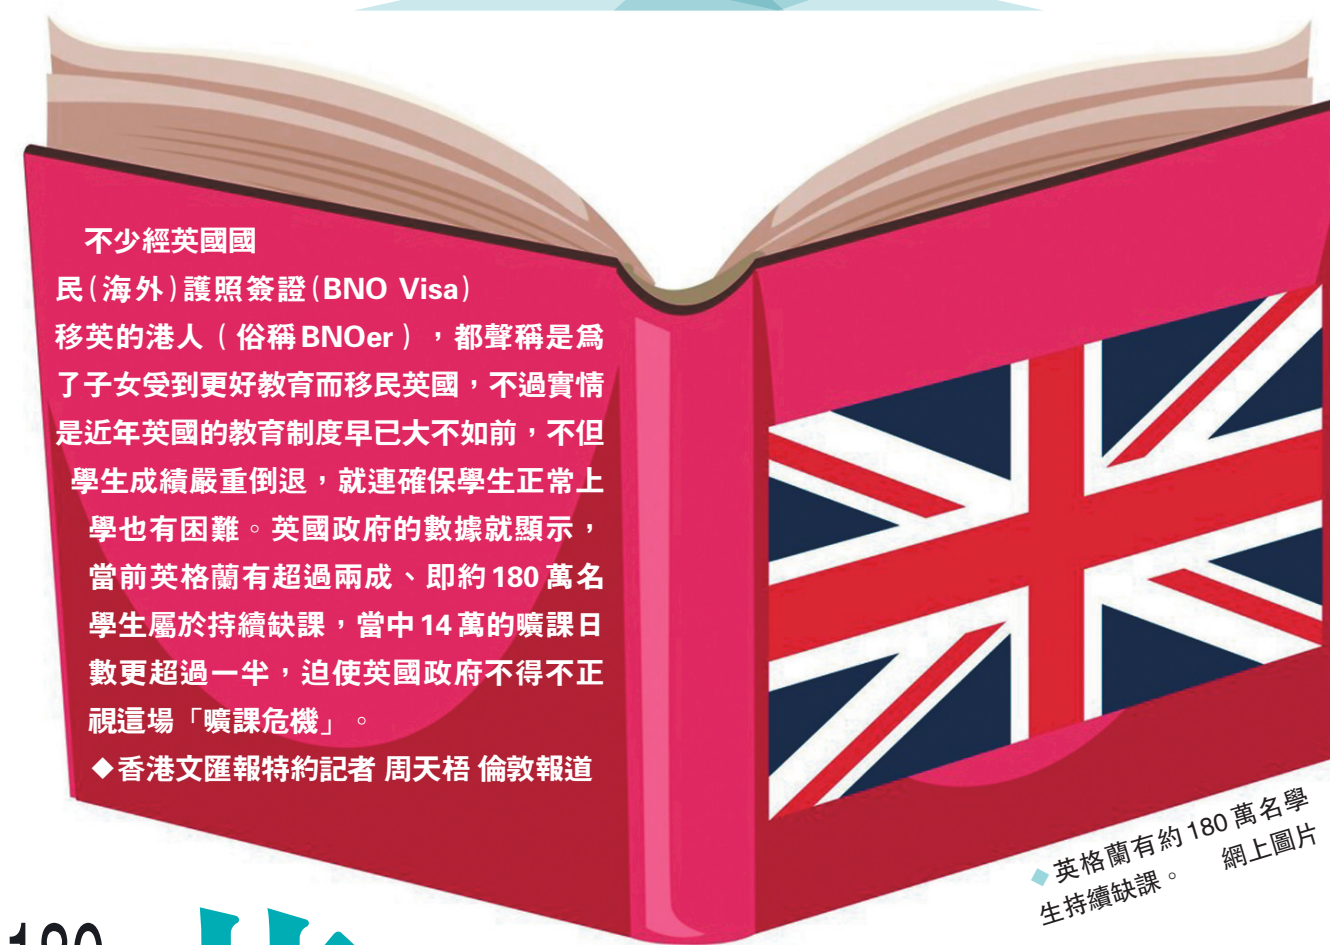 不少經英國國
民(海外)護照簽證(BNO Visa)
移英的港人（俗稱BNOer），都聲稱是爲
了子女受到更好教育而移民英國，不過實情
是近年英國的教育制度早已大不如前，不但
學生成績嚴重倒退，就連確保學生正常上
學也有困難。英國政府的數據就顯示，
當前英格蘭有超過兩成、即約180萬名
學生屬於持續缺課，當中14萬的曠課日
數更超過一半，迫使英國政府不得不正
視這場「曠課危機」。
◆香港文匯報特約記者 周天梧 倫敦報道
◆英格蘭有約180萬名學
生持續缺課。 網上圖片